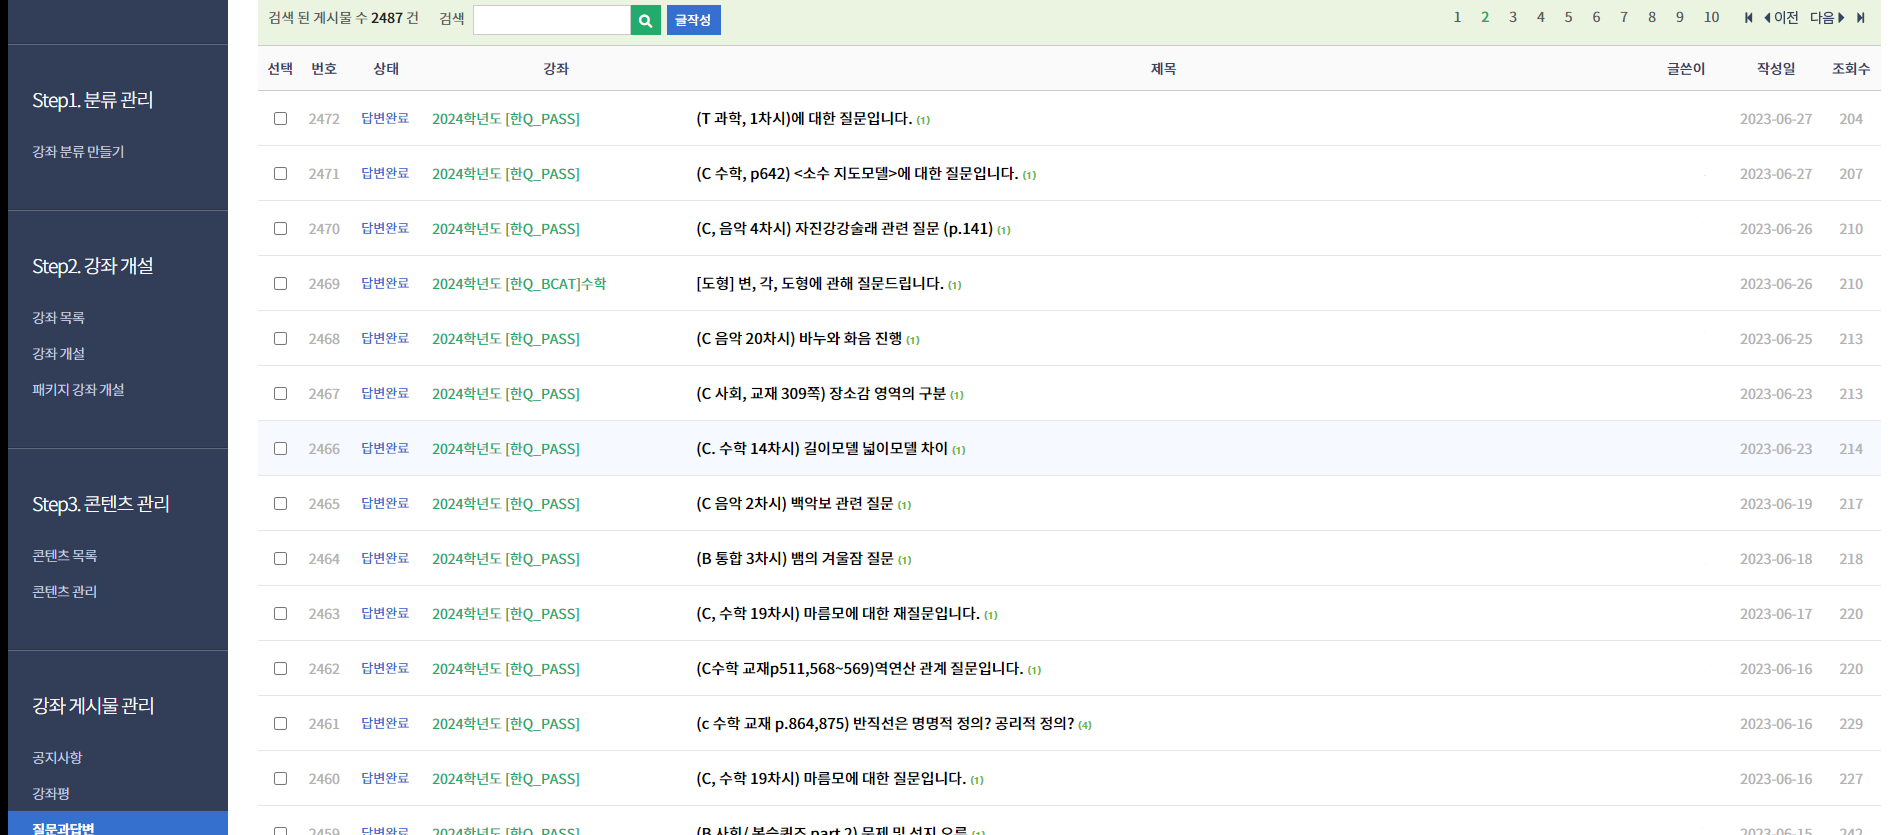 검색 된 게시물 수 2487 건 검색 글작성 1 2 3 4 5 6 7 8 9 10 이전 다음
선택 번호 상태 강좌 제목 글쓴이 작성일 조회수
2472 답변완료 2024학년도 [한Q_PASS] (T 과학, 1차시)에 대한 질문입니다. (1) 2023-06-27 204
2471 답변완료 2024학년도 [한Q_PASS] (C 수학, p642) <소수 지도모델>에 대한 질문입니다. (1) 2023-06-27 207
2470 답변완료 2024학년도 [한Q_PASS] (C, 음악 4차시) 자진강강술래 관련 질문 (p.141) (1) 2023-06-26 210
2469 답변완료 2024학년도 [한Q_BCAT]수학 [도형] 변, 각, 도형에 관해 질문드립니다. (1) 2023-06-26 210
2468 답변완료 2024학년도 [한Q_PASS] (C 음악 20차시) 바누와 화음 진행 (1) 2023-06-25 213
2467 답변완료 2024학년도 [한Q_PASS] (C 사회, 교재 309쪽) 장소감 영역의 구분 (1) 2023-06-23 213
2466 답변완료 2024학년도 [한Q_PASS] (C. 수학 14차시) 길이모델 넓이모델 차이 (1) 2023-06-23 214
2465 답변완료 2024학년도 [한Q_PASS] (C 음악 2차시) 백악보 관련 질문 (1) 2023-06-19 217
2464 답변완료 2024학년도 [한Q_PASS] (B 통합 3차시) 뱀의 겨울잠 질문 (1) 2023-06-18 218
2463 답변완료 2024학년도 [한Q_PASS] (C, 수학 19차시) 마름모에 대한 재질문입니다. (1) 2023-06-17 220
2462 답변완료 2024학년도 [한Q_PASS] (C수학 교재p511,568~569)역연산 관계 질문입니다. (1) 2023-06-16 220
2461 답변완료 2024학년도 [한Q_PASS] (c 수학 교재 p.864,875) 반직선은 명명적 정의? 공리적 정의? (4) 2023-06-16 229
2460 답변완료 2024학년도 [한Q_PASS] (C, 수학 19차시) 마름모에 대한 질문입니다. (1) 2023-06-16 227
2459 답변완료 2024학년도 [한Q_PASS] (B 사회/ 복습퀴즈 part 2) 문제 및 선지 오류 (1) 2023-06-15 242
Step1. 분류 관리
강좌 분류 만들기
Step2. 강좌 개설
강좌 목록
강좌 개설
패키지 강좌 개설
Step3. 콘텐츠 관리
콘텐츠 목록
콘텐츠 관리
강좌 게시물 관리
공지사항
강좌평
질문과답변